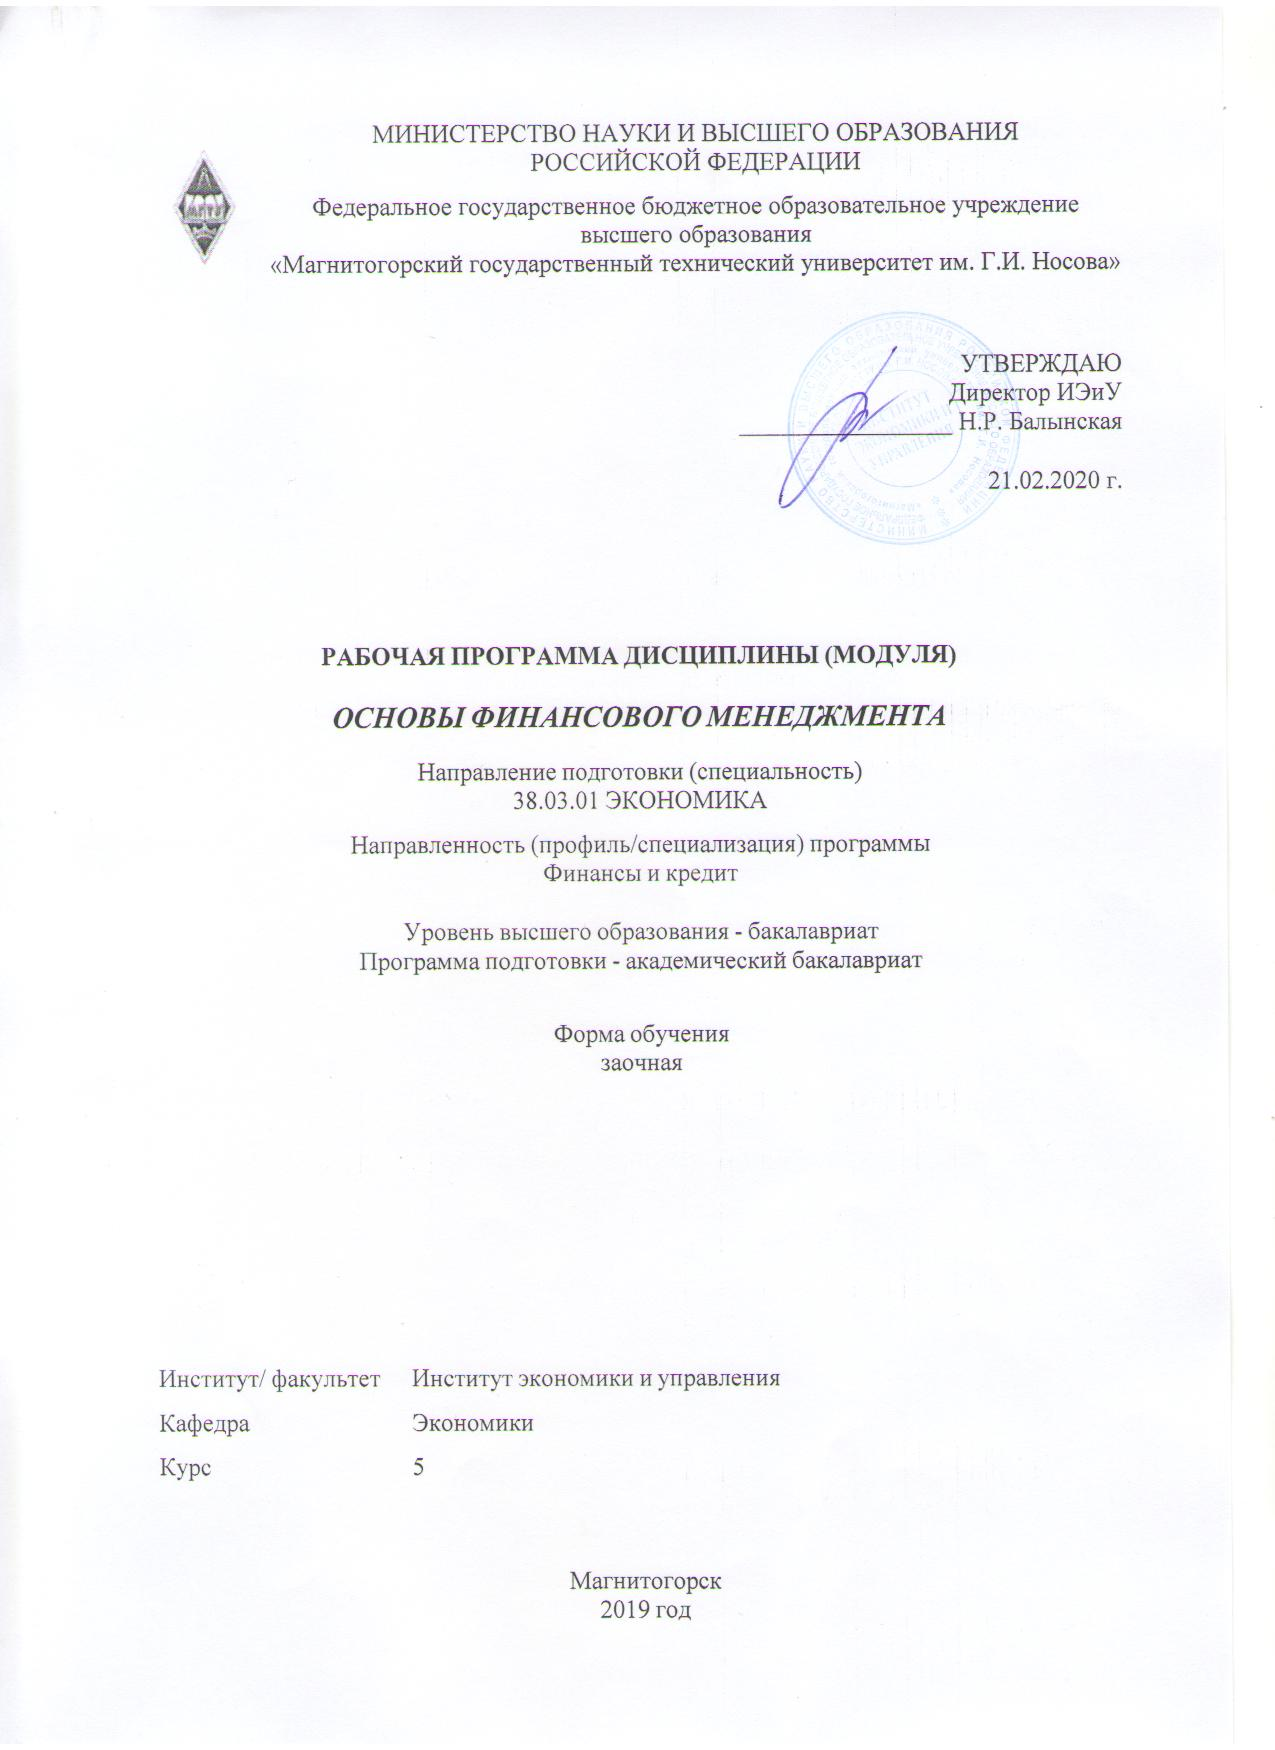 МИНИСТЕРСТВО НАУКИ И ВЫСШЕГО ОБРАЗОВАНИЯ
РОССИЙСКОЙ ФЕДЕРАЦИИ
Федеральное государственное бюджетное образовательное учреждение
высшего образования
«Магнитогорский государственный технический университет им. Г.И. Носова»
УТВЕРЖДАЮ
Директор ИЭиУ
Н.Р. Балынская
21.02.2020 г.
ИНСТИТУТ
ЭКОНОМИКИ И
УПРАВЛЕНИЯ
РАБОЧАЯ ПРОГРАММА ДИСЦИПЛИНЫ (МОДУЛЯ)
ОСНОВЫ ФИНАНСОВОГО МЕНЕДЖМЕНТА
Направление подготовки (специальность)
38.03.01 ЭКОНОМИКА
Направленность (профиль/специализация) программы
Финансы и кредит
Уровень высшего образования - бакалавриат
Программа подготовки - академический бакалавриат
Форма обучения
заочная
Институт/ факультет Институт экономики и управления
Кафедра Экономики
Курс 5
Магнитогорск
2019 год